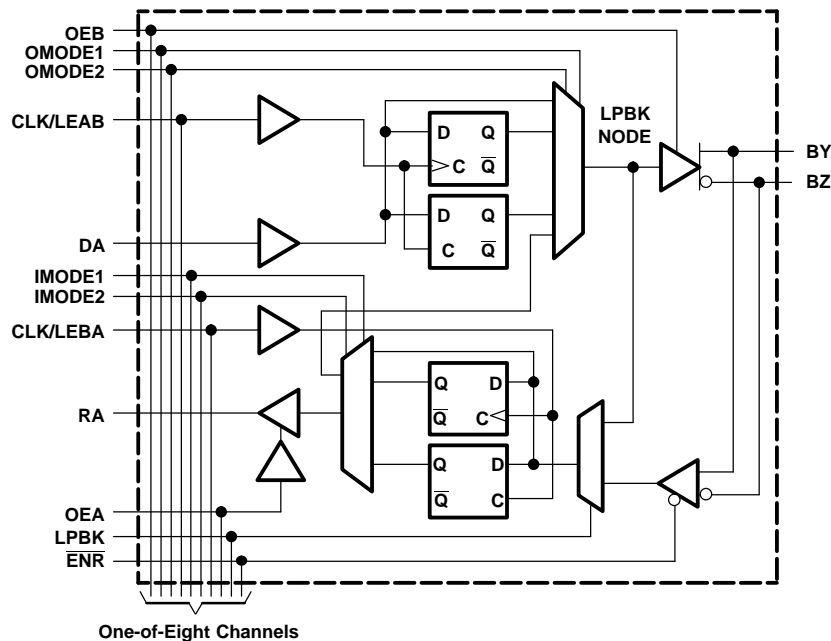 OEB
OMODE1
OMODE2
CLK/LEAB
DA
IMODE1
IMODE2
CLK/LEBA
RA
OEA
LPBK
E̅N̅R̅
D Q
C Q̅
D Q
C Q̅
LPBK
NODE
BY
BZ
Q D
Q̅ C
Q D
Q̅ C
One-of-Eight Channels